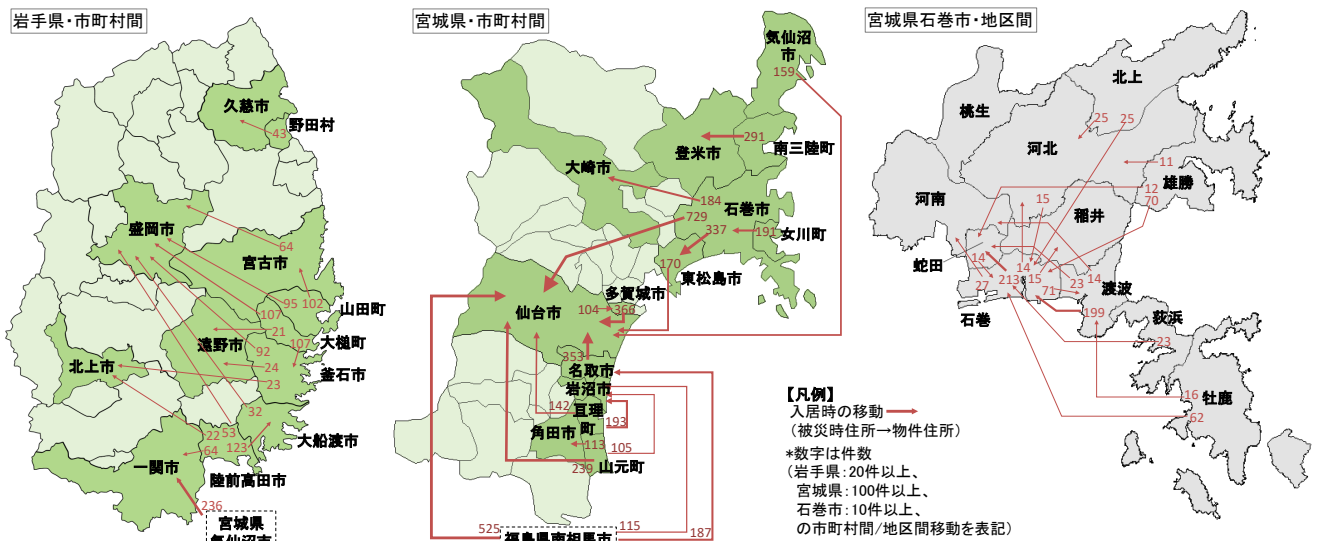 岩手県・市町村間
久慈市
43
野田村
盛岡市
64
宮古市
95
102
山田町
107
21
107
大槌町
遠野市
92
釜石市
北上市
24
23
32
大船渡市
22
53
123
64
一関市
陸前高田市
236
宮城県
気仙沼市
宮城県・市町村間
気仙沼
市
159
291
登米市
南三陸町
大崎市
184
石巻市
729
337
191
女川町
170
東松島市
多賀城市
104
366
仙台市
353
名取市
岩沼市
142
亘理
町
193
角田市
113
105
239
山元町
525
福島県南相馬市
115
187
宮城県石巻市・地区間
北上
桃生
25
25
河北
11
雄勝
12
70
河南
15
稲井
蛇田
14
14
27
213
15
71
23
14
渡波
石巻
199
荻浜
23
16
牡鹿
62
【凡例】
入居時の移動
(被災時住所→物件住所)
*数字は件数
(岩手県:20件以上、
宮城県:100件以上、
石巻市:10件以上、
の市町村間/地区間移動を表記)